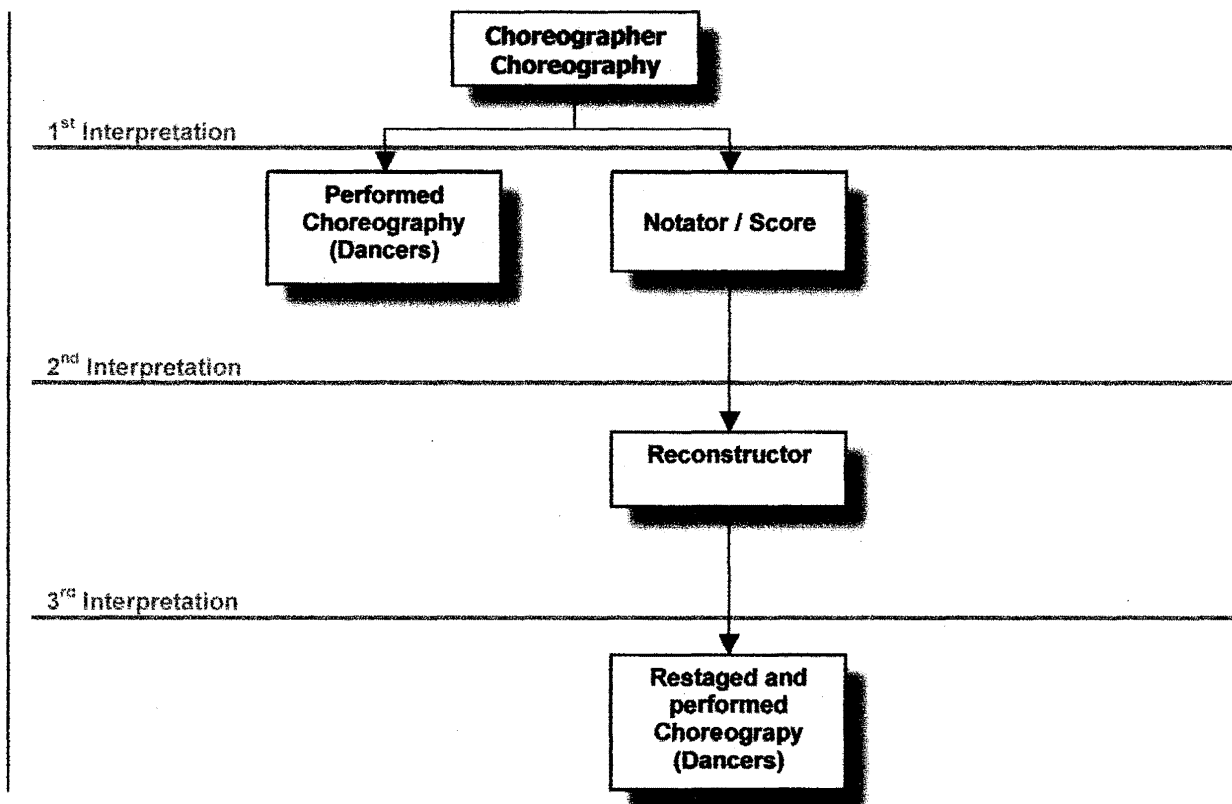 Choreographer
Choreography
1st Interpretation
Performed
Choreography
(Dancers)
Notator / Score
2nd Interpretation
Reconstructor
3rd Interpretation
Restaged and
performed
Choreograpy
(Dancers)